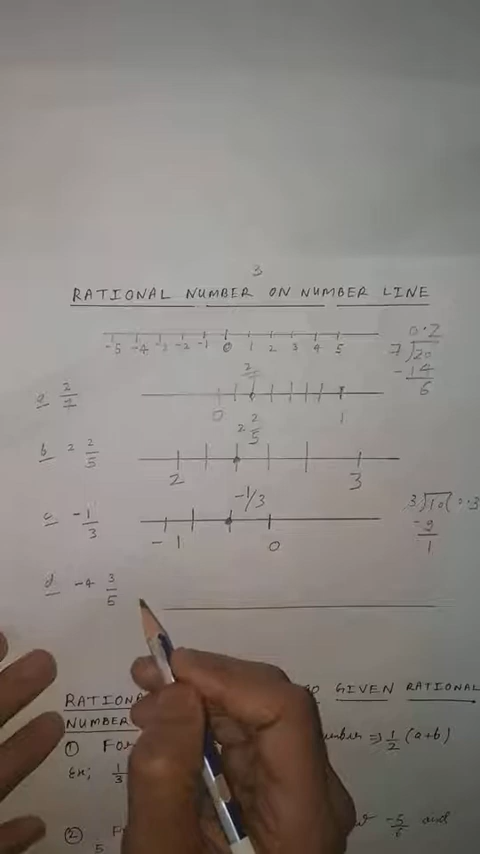 3
RATIONAL NUMBER ON NUMBER LINE
-5 -4 -3 -2 -1 0 1 2 3 4 5
0.2
7 20
-14
6
a 2/7
2/7
0 1
b 2 2/5
2 2/5
2 3
c -1/3
-1/3
-1 0
3 10 .3
-9
1
d -4 3/5
GIVEN RATIONAL
NUMBER
① For ⇒ 1/2 (a+b)
Ex; 1/3
② -5/6 and
5